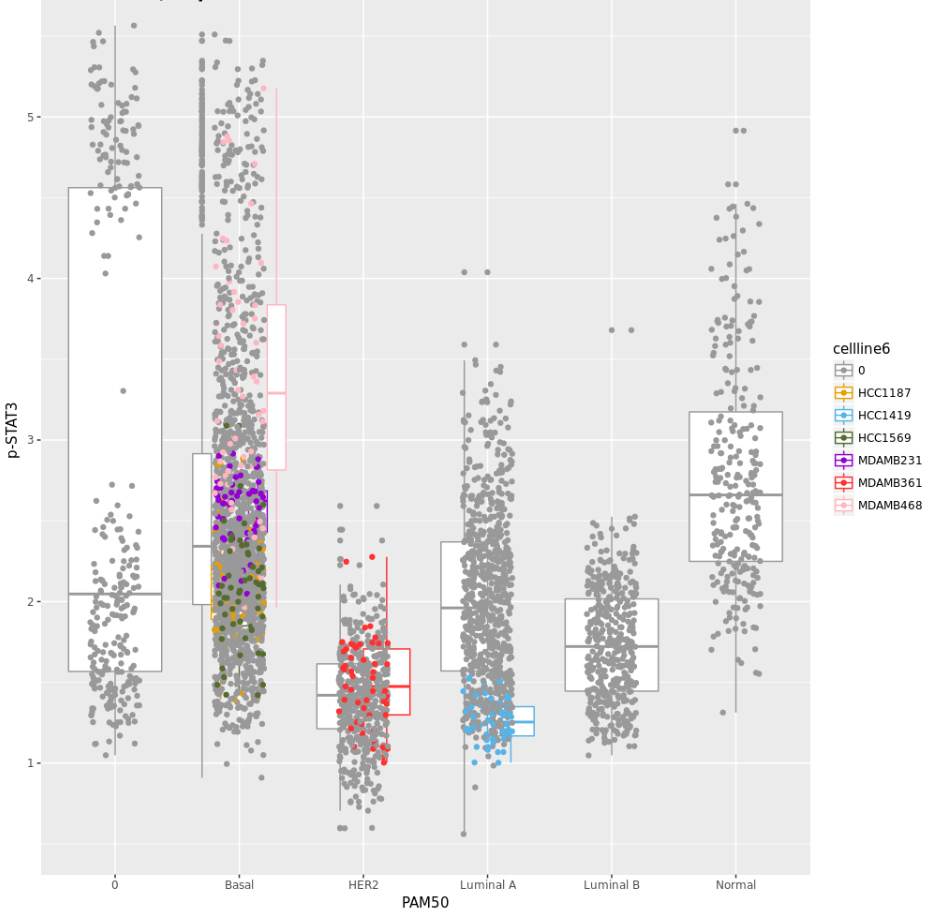 5
4
3
2
1
p-STAT3
0 Basal HER2 Luminal A Luminal B Normal
PAM50
cellline6
0
HCC1187
HCC1419
HCC1569
MDAMB231
MDAMB361
MDAMB468